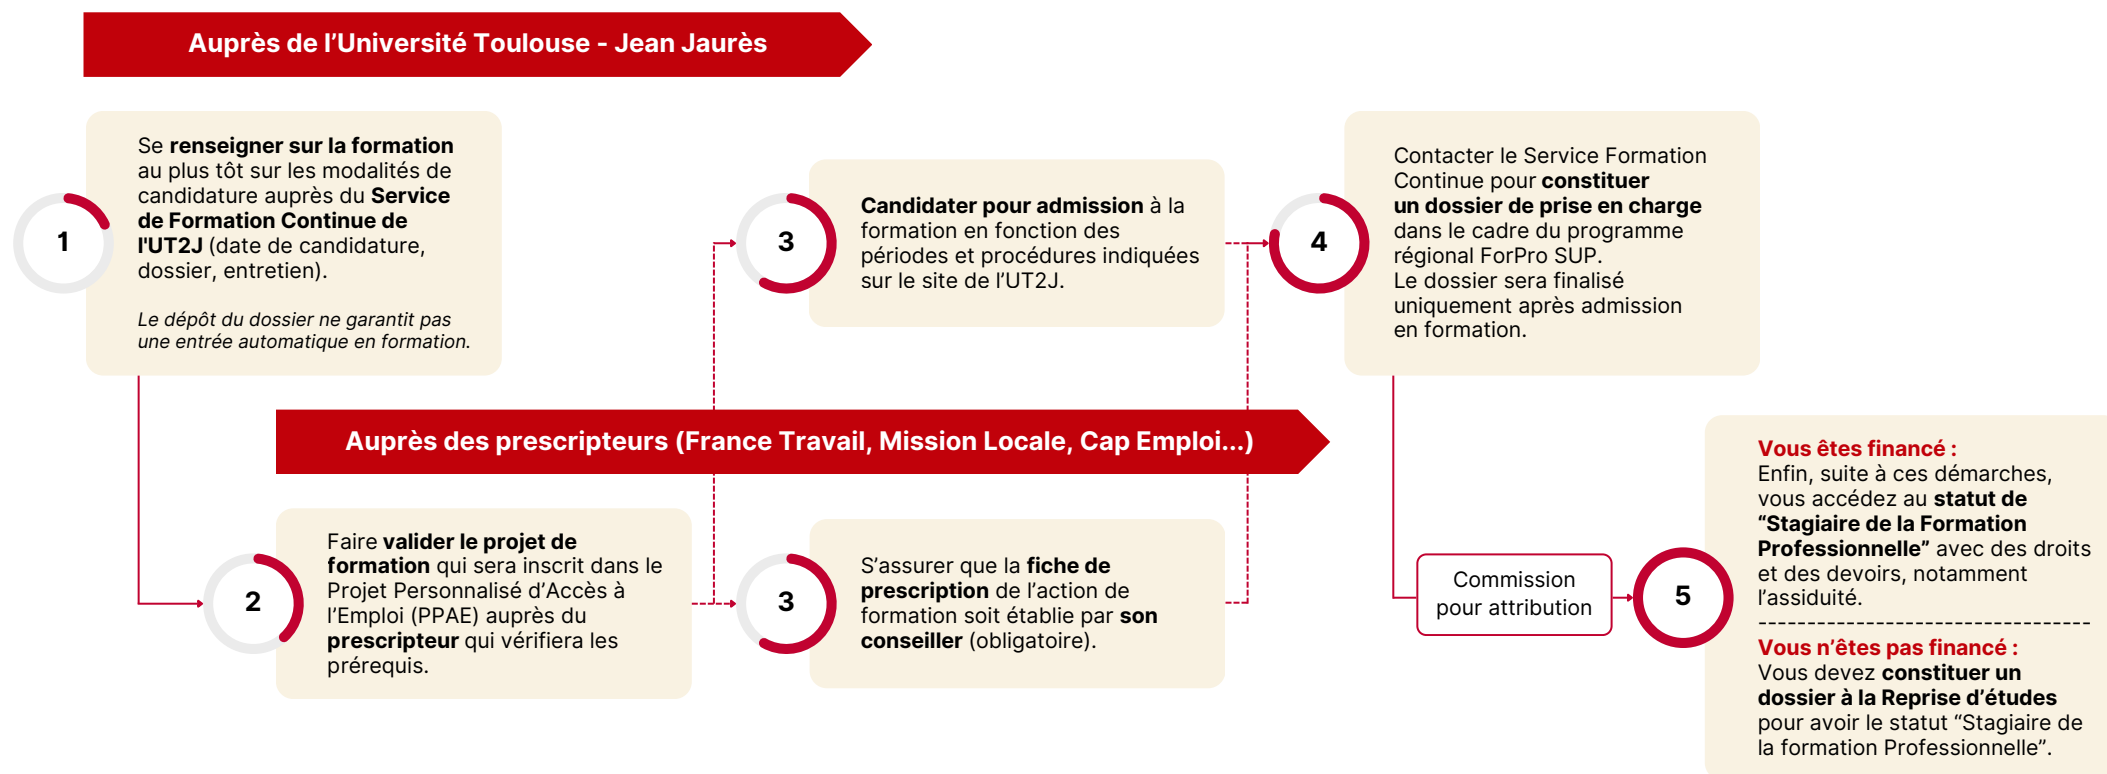 Auprès de l'Université Toulouse - Jean Jaurès
1
Se renseigner sur la formation
au plus tôt sur les modalités de
candidature auprès du Service
de Formation Continue de
l'UT2J (date de candidature,
dossier, entretien).
Le dépôt du dossier ne garantit pas
une entrée automatique en formation.
3
Candidater pour admission à la
formation en fonction des
périodes et procédures indiquées
sur le site de l'UT2J.
4
Contacter le Service Formation
Continue pour constituer
un dossier de prise en charge
dans le cadre du programme
régional ForPro SUP.
Le dossier sera finalisé
uniquement après admission
en formation.
Auprès des prescripteurs (France Travail, Mission Locale, Cap Emploi...)
2
Faire valider le projet de
formation qui sera inscrit dans le
Projet Personnalisé d'Accès à
l'Emploi (PPAE) auprès du
prescripteur qui vérifiera les
prérequis.
3
S'assurer que la fiche de
prescription de l'action de
formation soit établie par son
conseiller (obligatoire).
Commission
pour attribution
5
Vous êtes financé :
Enfin, suite à ces démarches,
vous accédez au statut de
“Stagiaire de la Formation
Professionnelle” avec des droits
et des devoirs, notamment
l'assiduité.
----------------------------------
Vous n'êtes pas financé :
Vous devez constituer un
dossier à la Reprise d'études
pour avoir le statut “Stagiaire de
la formation Professionnelle”.